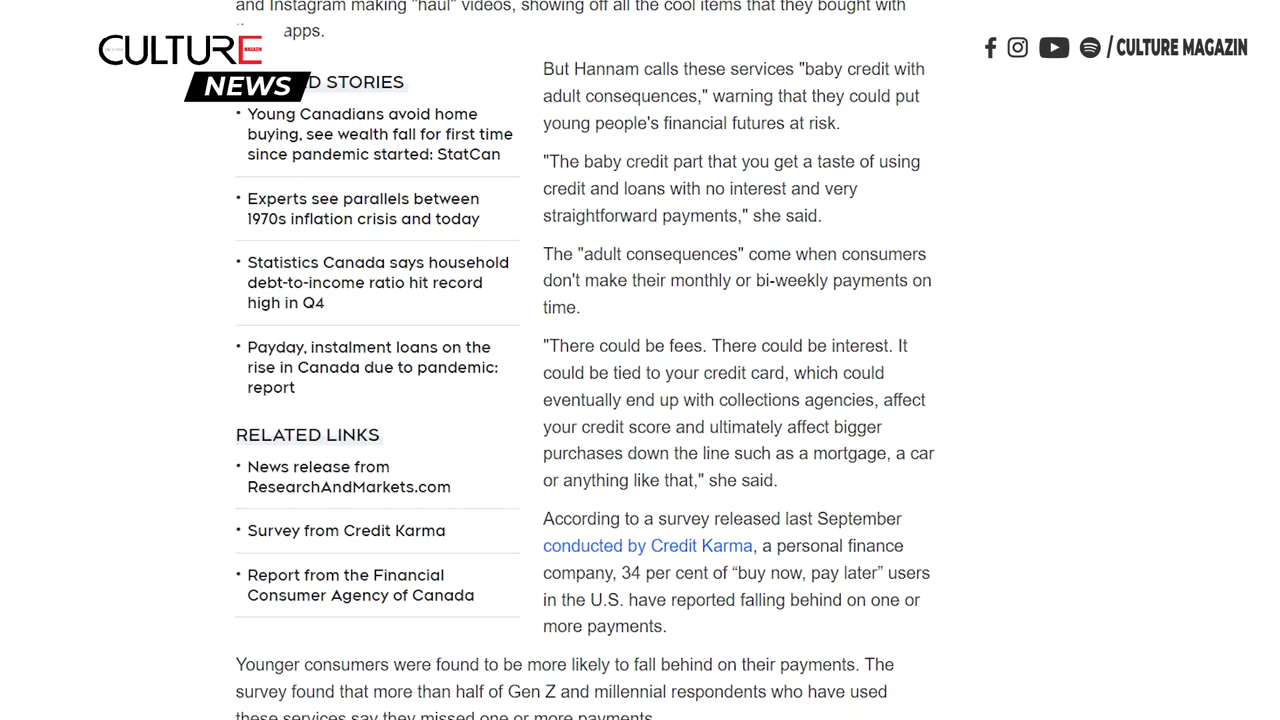 and Instagram making "haul" videos, showing off all the cool items that they bought with
apps.
CULTURE
MAGAZIN
NEWS
/ CULTURE MAGAZIN
D STORIES
• Young Canadians avoid home
buying, see wealth fall for first time
since pandemic started: StatCan
• Experts see parallels between
1970s inflation crisis and today
• Statistics Canada says household
debt-to-income ratio hit record
high in Q4
• Payday, instalment loans on the
rise in Canada due to pandemic:
report
RELATED LINKS
• News release from
ResearchAndMarkets.com
• Survey from Credit Karma
• Report from the Financial
Consumer Agency of Canada
But Hannam calls these services "baby credit with
adult consequences," warning that they could put
young people's financial futures at risk.
"The baby credit part that you get a taste of using
credit and loans with no interest and very
straightforward payments," she said.
The "adult consequences" come when consumers
don't make their monthly or bi-weekly payments on
time.
"There could be fees. There could be interest. It
could be tied to your credit card, which could
eventually end up with collections agencies, affect
your credit score and ultimately affect bigger
purchases down the line such as a mortgage, a car
or anything like that," she said.
According to a survey released last September
conducted by Credit Karma, a personal finance
company, 34 per cent of “buy now, pay later” users
in the U.S. have reported falling behind on one or
more payments.
Younger consumers were found to be more likely to fall behind on their payments. The
survey found that more than half of Gen Z and millennial respondents who have used
these services say they missed one or more payments.